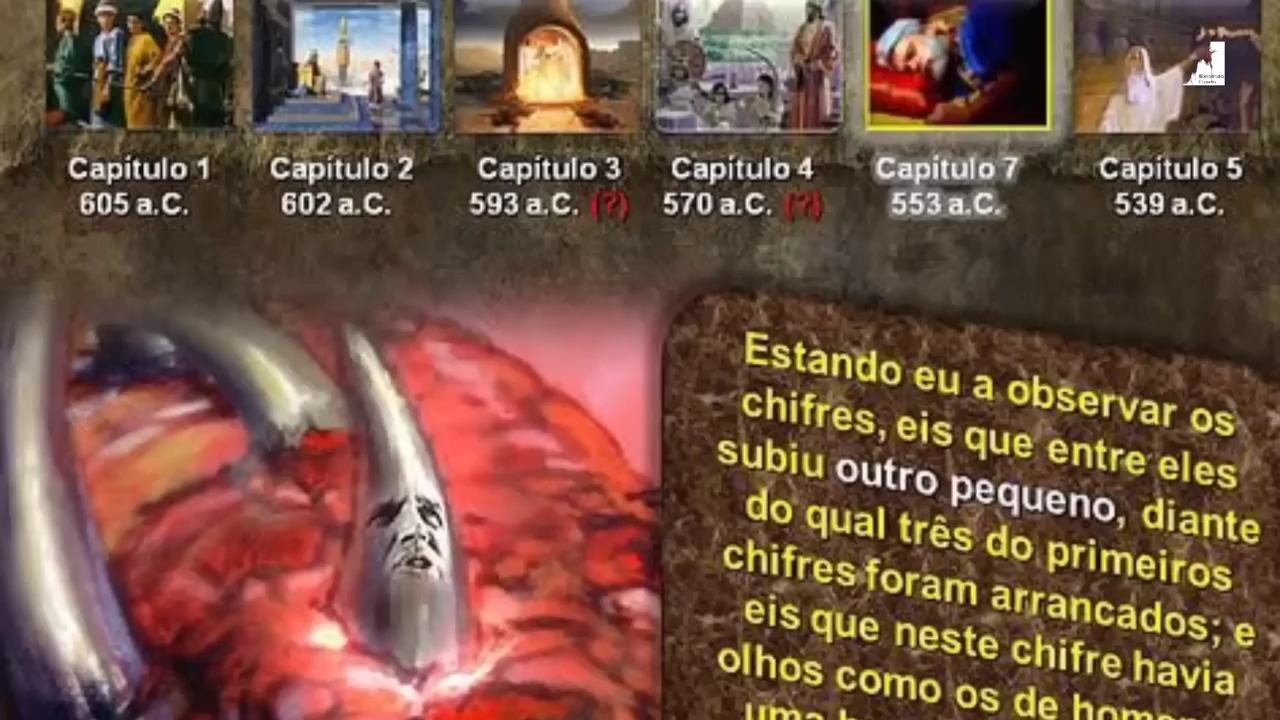 Capítulo 1
605 a.C.
Capítulo 2
602 a.C.
Capítulo 3
593 a.C. (?)
Capítulo 4
570 a.C. (?)
Capítulo 7
553 a.C.
Capítulo 5
539 a.C.
Estando eu a observar os
chifres, eis que entre eles
subiu outro pequeno, diante
do qual três do primeiros
chifres foram arrancados; e
eis que neste chifre havia
olhos como os de
uma